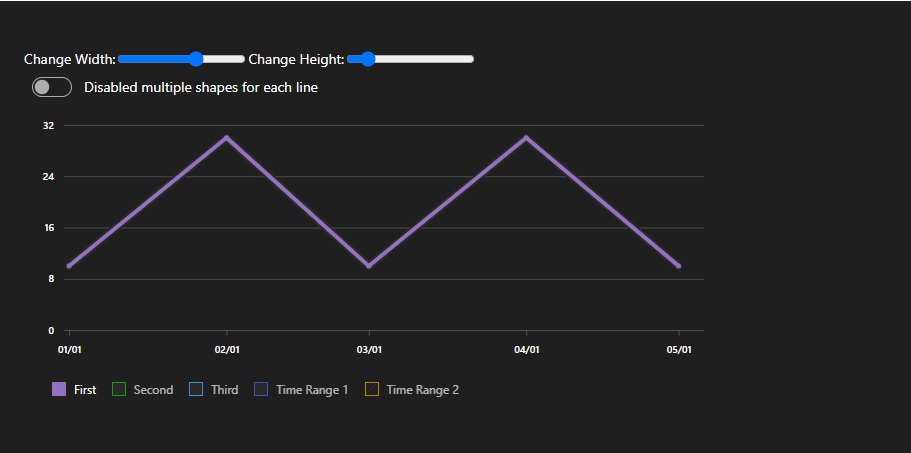 Change Width: Change Height:
Disabled multiple shapes for each line
32
24
16
8
0
01/01 02/01 03/01 04/01 05/01
First Second Third Time Range 1 Time Range 2